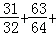 31/32 + 63/64 +